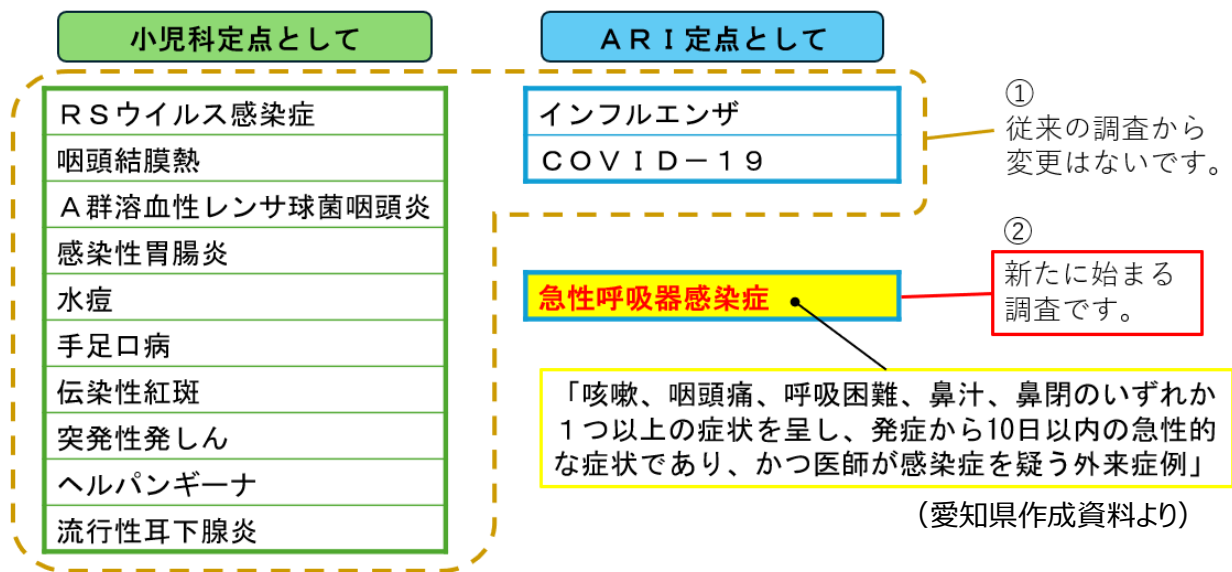 小児科定点として
ＲＳウイルス感染症
咽頭結膜熱
Ａ群溶血性レンサ球菌咽頭炎
感染性胃腸炎
水痘
手足口病
伝染性紅斑
突発性発しん
ヘルパンギーナ
流行性耳下腺炎
ＡＲＩ定点として
インフルエンザ
ＣＯＶＩＤ－１９
①
従来の調査から
変更はないです。
急性呼吸器感染症
②
新たに始まる
調査です。
「咳嗽、咽頭痛、呼吸困難、鼻汁、鼻閉のいずれか
１つ以上の症状を呈し、発症から10日以内の急性的
な症状であり、かつ医師が感染症を疑う外来症例」
（愛知県作成資料より）